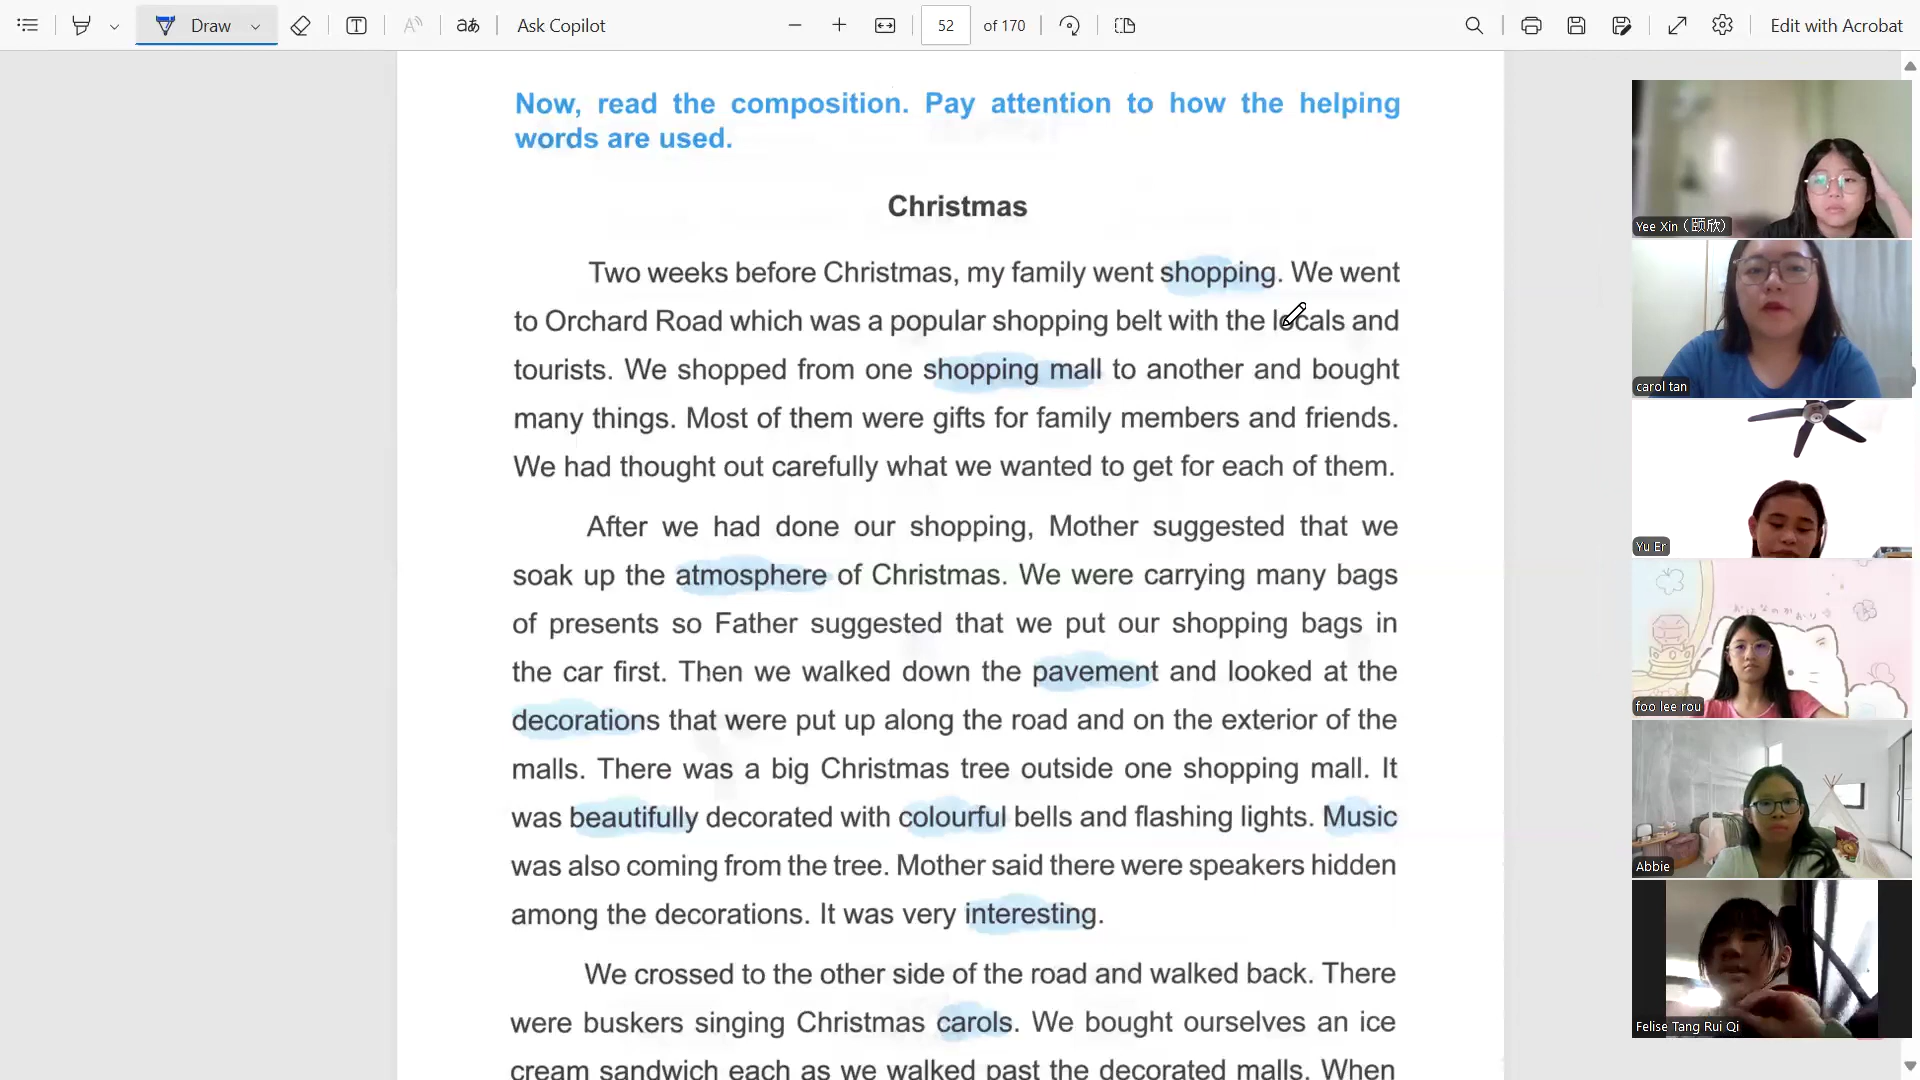 Draw
aあ
Ask Copilot
52 of 170
Edit with Acrobat
Now, read the composition. Pay attention to how the helping
words are used.
Christmas
Two weeks before Christmas, my family went shopping. We went
to Orchard Road which was a popular shopping belt with the locals and
tourists. We shopped from one shopping mall to another and bought
many things. Most of them were gifts for family members and friends.
We had thought out carefully what we wanted to get for each of them.
After we had done our shopping, Mother suggested that we
soak up the atmosphere of Christmas. We were carrying many bags
of presents so Father suggested that we put our shopping bags in
the car first. Then we walked down the pavement and looked at the
decorations that were put up along the road and on the exterior of the
malls. There was a big Christmas tree outside one shopping mall. It
was beautifully decorated with colourful bells and flashing lights. Music
was also coming from the tree. Mother said there were speakers hidden
among the decorations. It was very interesting.
We crossed to the other side of the road and walked back. There
were buskers singing Christmas carols. We bought ourselves an ice
cream sandwich each as we walked past the decorated malls. When
Yee Xin (颐欣)
carol tan
Yu Er
foo lee rou
Abbie
Felise Tang Rui Qi